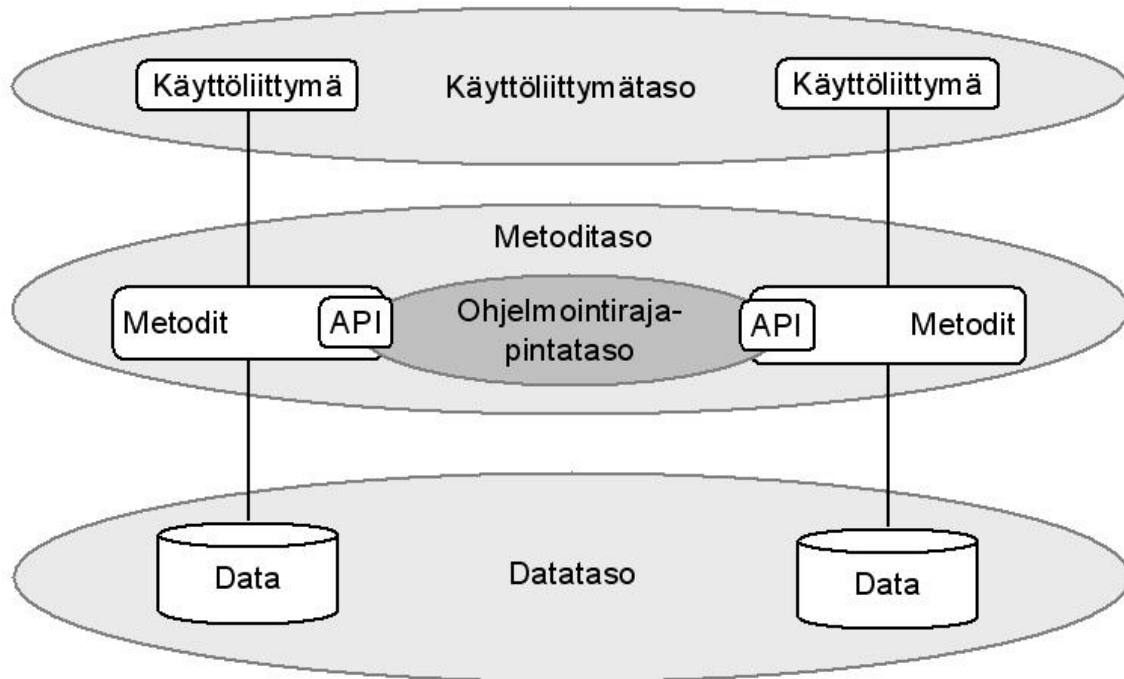 Käyttöliittymä
Käyttöliittymätaso
Käyttöliittymä
Metoditaso
Metodit
API
Ohjelmointiraja-
pintataso
API
Metodit
Data
Datataso
Data